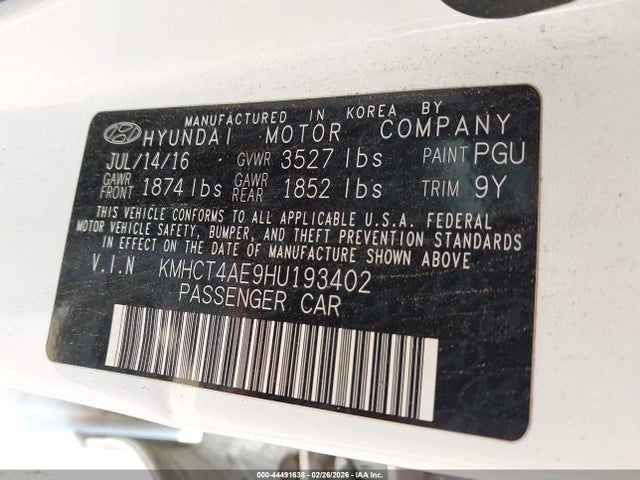 MANUFACTURED IN KOREA BY
HYUNDAI MOTOR COMPANY
JUL/14/16 GVWR 3527 lbs PAINT PGU
GAWR FRONT 1874 lbs GAWR REAR 1852 lbs TRIM 9Y
THIS VEHICLE CONFORMS TO ALL APPLICABLE U.S.A. FEDERAL
MOTOR VEHICLE SAFETY, BUMPER, AND THEFT PREVENTION STANDARDS
IN EFFECT ON THE DATE OF MANUFACTURE SHOWN ABOVE
V.I.N KMHCT4AE9HU193402
PASSENGER CAR
000-44491638 | 02/26/2026 | IAA Inc.